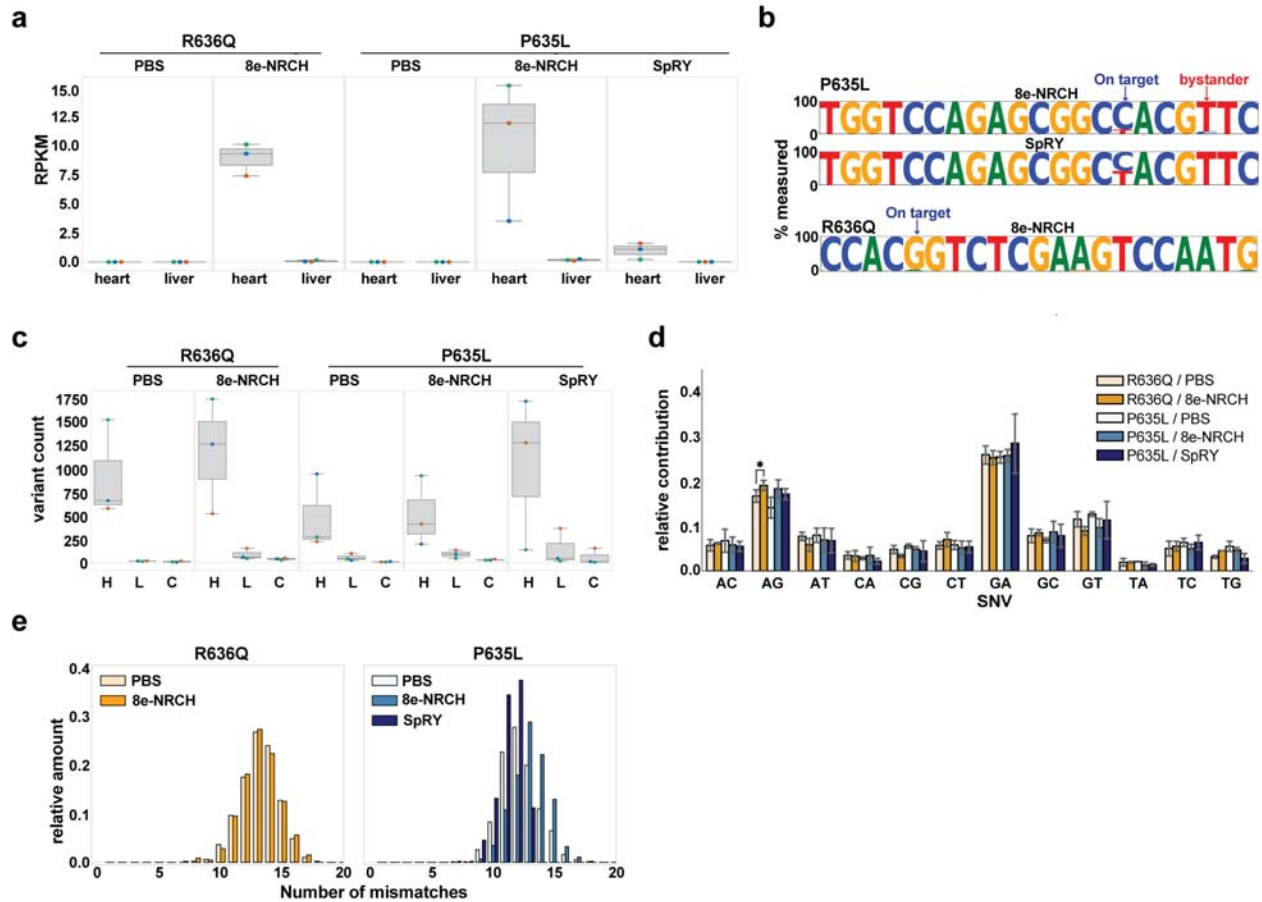 a
R636Q P635L
PBS 8e-NRCH PBS 8e-NRCH SpRY
15.0
12.5
10.0
7.5
5.0
2.5
0.0
RPKM
heart liver heart liver heart liver heart liver heart liver
b
P635L 8e-NRCH On target bystander
100
TGGTCCAGAGCGGCCACGTTC
0
SpRY
100
TGGTCCAGAGCGGCCTACGTTC
0
% measured
On target
R636Q 8e-NRCH
100
CCACGGTCTCGAAGTCCAATG
0
c
R636Q P635L
PBS 8e-NRCH PBS 8e-NRCH SpRY
1750
1500
1250
1000
750
500
250
0
variant count
H L C H L C H L C H L C H L C
d
0.4
0.3
0.2
0.1
0.0
relative contribution
*
R636Q / PBS
R636Q / 8e-NRCH
P635L / PBS
P635L / 8e-NRCH
P635L / SpRY
AC AG AT CA CG CT GA GC GT TA TC TG
SNV
e
R636Q P635L
0.4
0.3
0.2
0.1
0.0
relative amount
PBS
8e-NRCH
PBS
8e-NRCH
SpRY
0 5 10 15 20 0 5 10 15 20
Number of mismatches